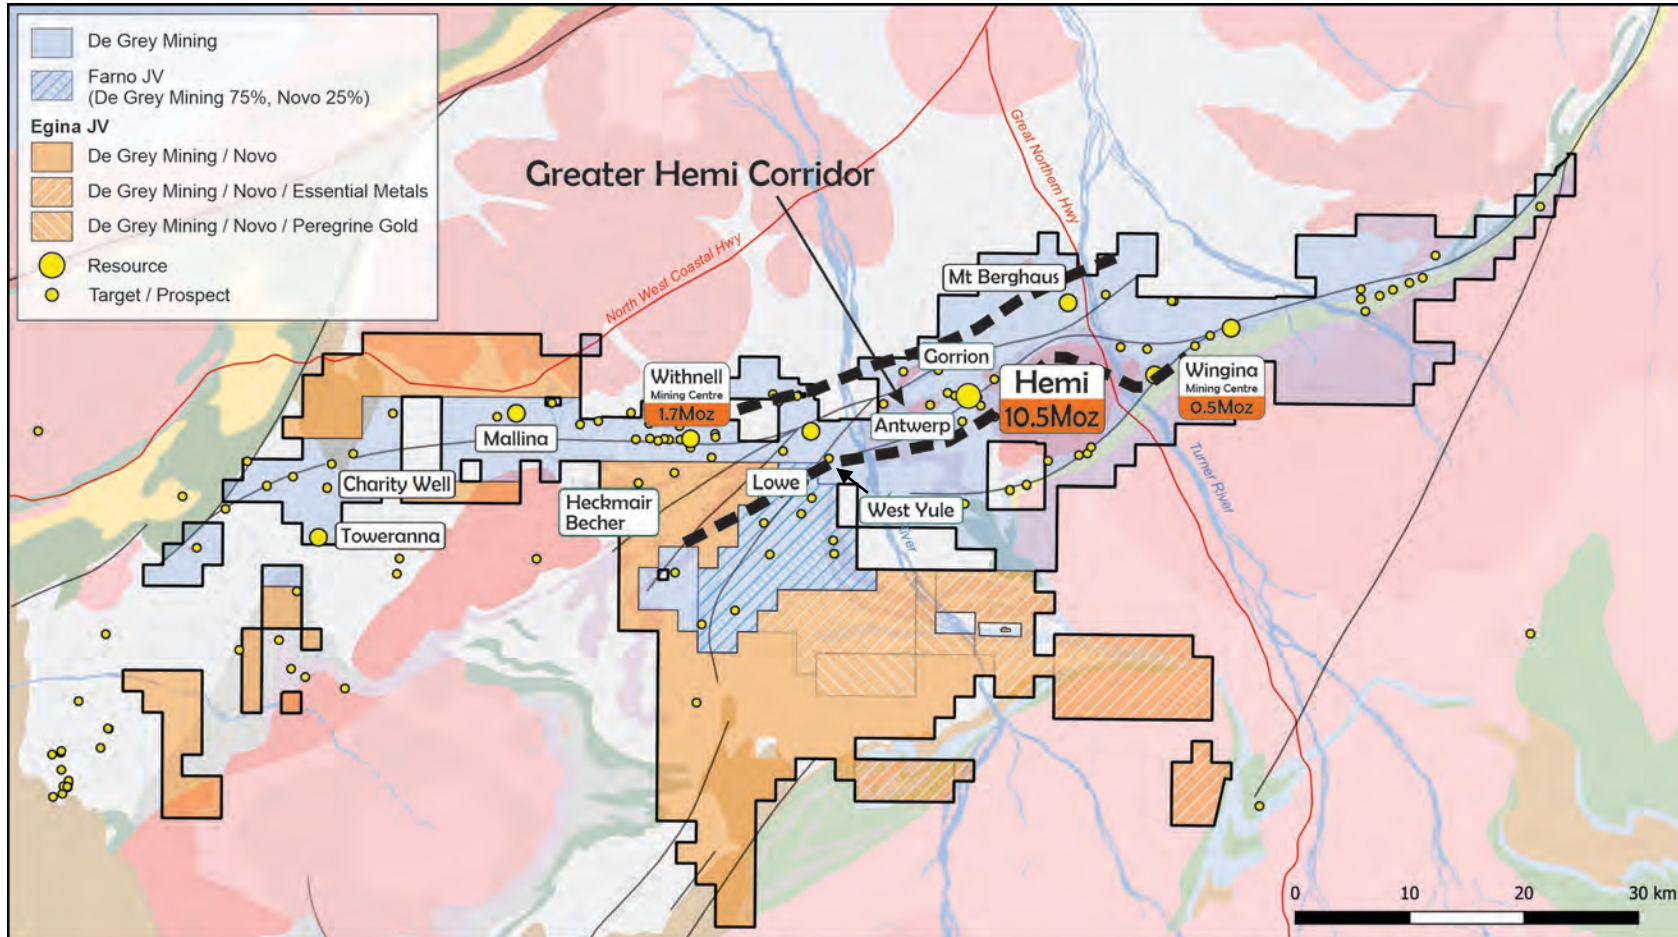 De Grey Mining
Farno JV
(De Grey Mining 75%, Novo 25%)
Egina JV
De Grey Mining / Novo
De Grey Mining / Novo / Essential Metals
De Grey Mining / Novo / Peregrine Gold
Resource
Target / Prospect
Greater Hemi Corridor
North West Coastal Hwy
Great Northern Hwy
Mt Berghaus
Gorrion
Withnell
Mining Centre
1.7Moz
Hemi
10.5Moz
Wingina
Mining Centre
0.5Moz
Mallina
Antwerp
Charity Well
Lowe
Heckmair
Becher
West Yule
Toweranna
River
Turner River
0
10
20
30 km